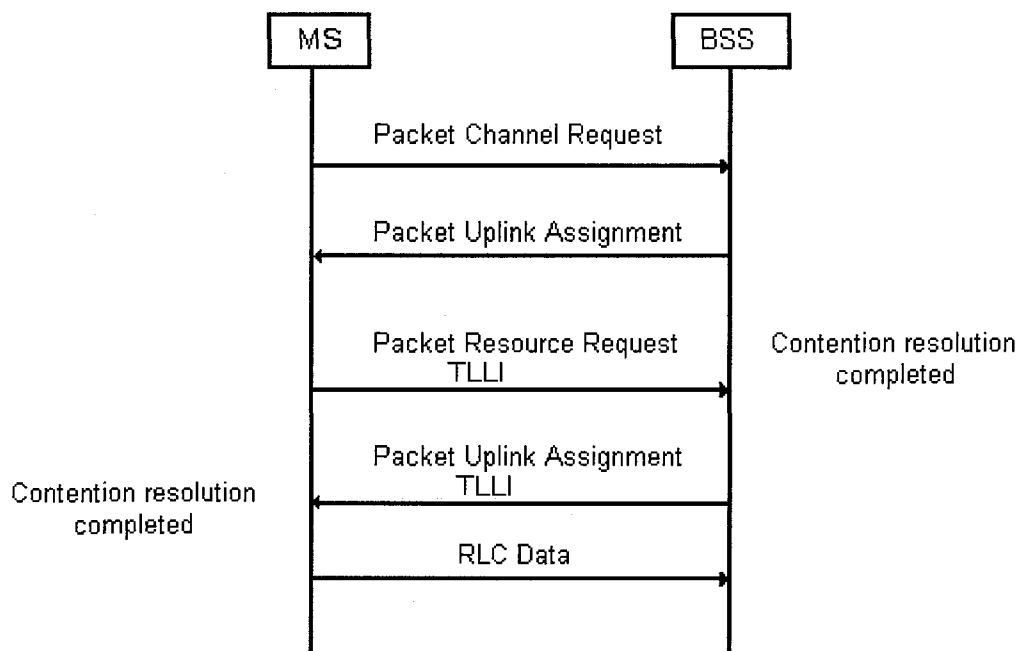 MS
BSS
Packet Channel Request
Packet Uplink Assignment
Packet Resource Request
TLLI
Contention resolution
completed
Packet Uplink Assignment
TLLI
Contention resolution
completed
RLC Data